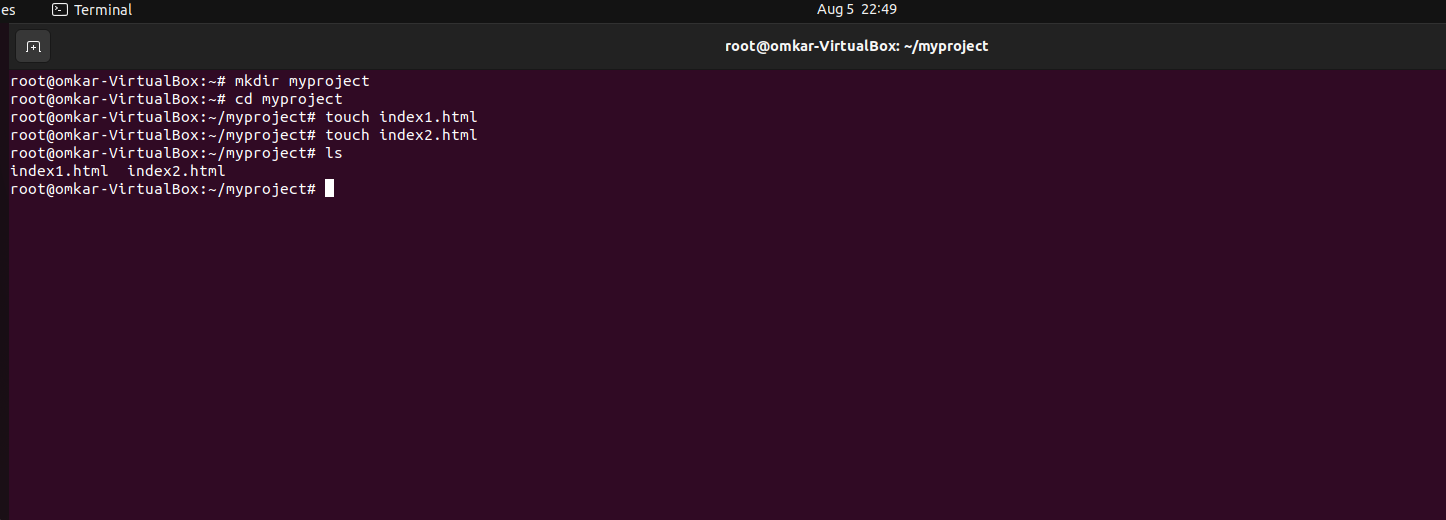 es Terminal Aug 5 22:49
root@omkar-VirtualBox: ~/myproject
root@omkar-VirtualBox:~# mkdir myproject
root@omkar-VirtualBox:~# cd myproject
root@omkar-VirtualBox:~/myproject# touch index1.html
root@omkar-VirtualBox:~/myproject# touch index2.html
root@omkar-VirtualBox:~/myproject# ls
index1.html  index2.html
root@omkar-VirtualBox:~/myproject#